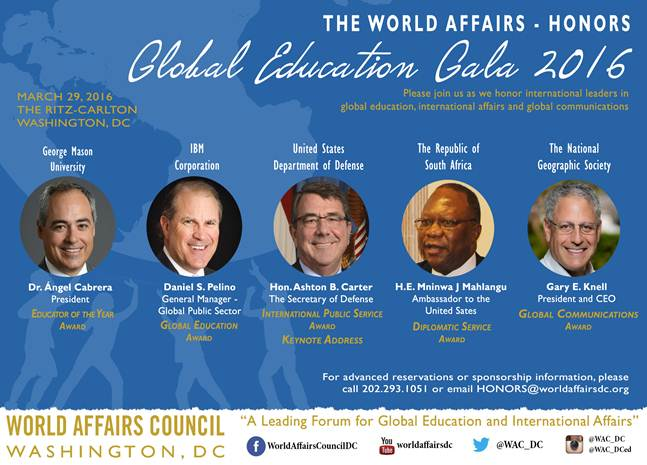 THE WORLD AFFAIRS - HONORS
Global Education Gala 2016
Please join us as we honor international leaders in
global education, international affairs and global communications
MARCH 29, 2016
THE RITZ-CARLTON
WASHINGTON, DC
George Mason
University
Dr. Ángel Cabrera
President
EDUCATOR OF THE YEAR
AWARD
IBM
Corporation
Daniel S. Pelino
General Manager -
Global Public Sector
GLOBAL EDUCATION
AWARD
United States
Department of Defense
Hon. Ashton B. Carter
The Secretary of Defense
INTERNATIONAL PUBLIC SERVICE
AWARD
KEYNOTE ADDRESS
The Republic of
South Africa
H.E. Mninwa J Mahlangu
Ambassador to the
United Sates
DIPLOMATIC SERVICE
AWARD
The National
Geographic Society
Gary E. Knell
President and CEO
GLOBAL COMMUNICATIONS
AWARD
For advanced reservations or sponsorship information, please
call 202.293.1051 or email HONORS@worldaffairsdc.org
WORLD AFFAIRS COUNCIL
WASHINGTON, DC
“A Leading Forum for Global Education and International Affairs”
WorldAffairsCouncilDC
You
Tube
worldaffairsdc
@WAC_DC
@WAC_DC
@WAC_DCed